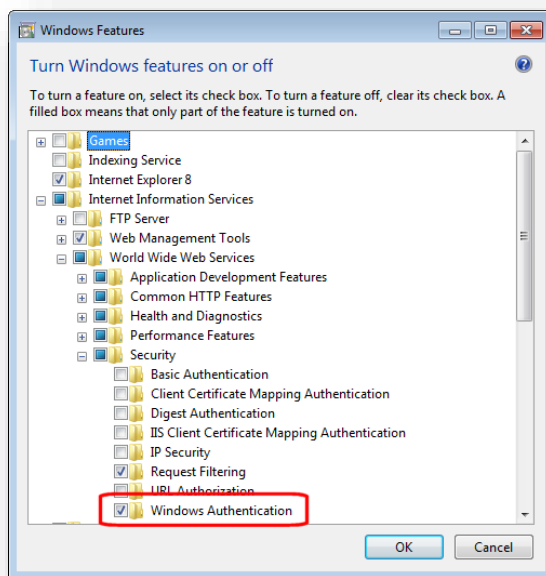 Windows Features
Turn Windows features on or off
To turn a feature on, select its check box. To turn a feature off, clear its check box. A
filled box means that only part of the feature is turned on.
Games
Indexing Service
Internet Explorer 8
Internet Information Services
FTP Server
Web Management Tools
World Wide Web Services
Application Development Features
Common HTTP Features
Health and Diagnostics
Performance Features
Security
Basic Authentication
Client Certificate Mapping Authentication
Digest Authentication
IIS Client Certificate Mapping Authentication
IP Security
Request Filtering
URL Authorization
Windows Authentication
OK
Cancel